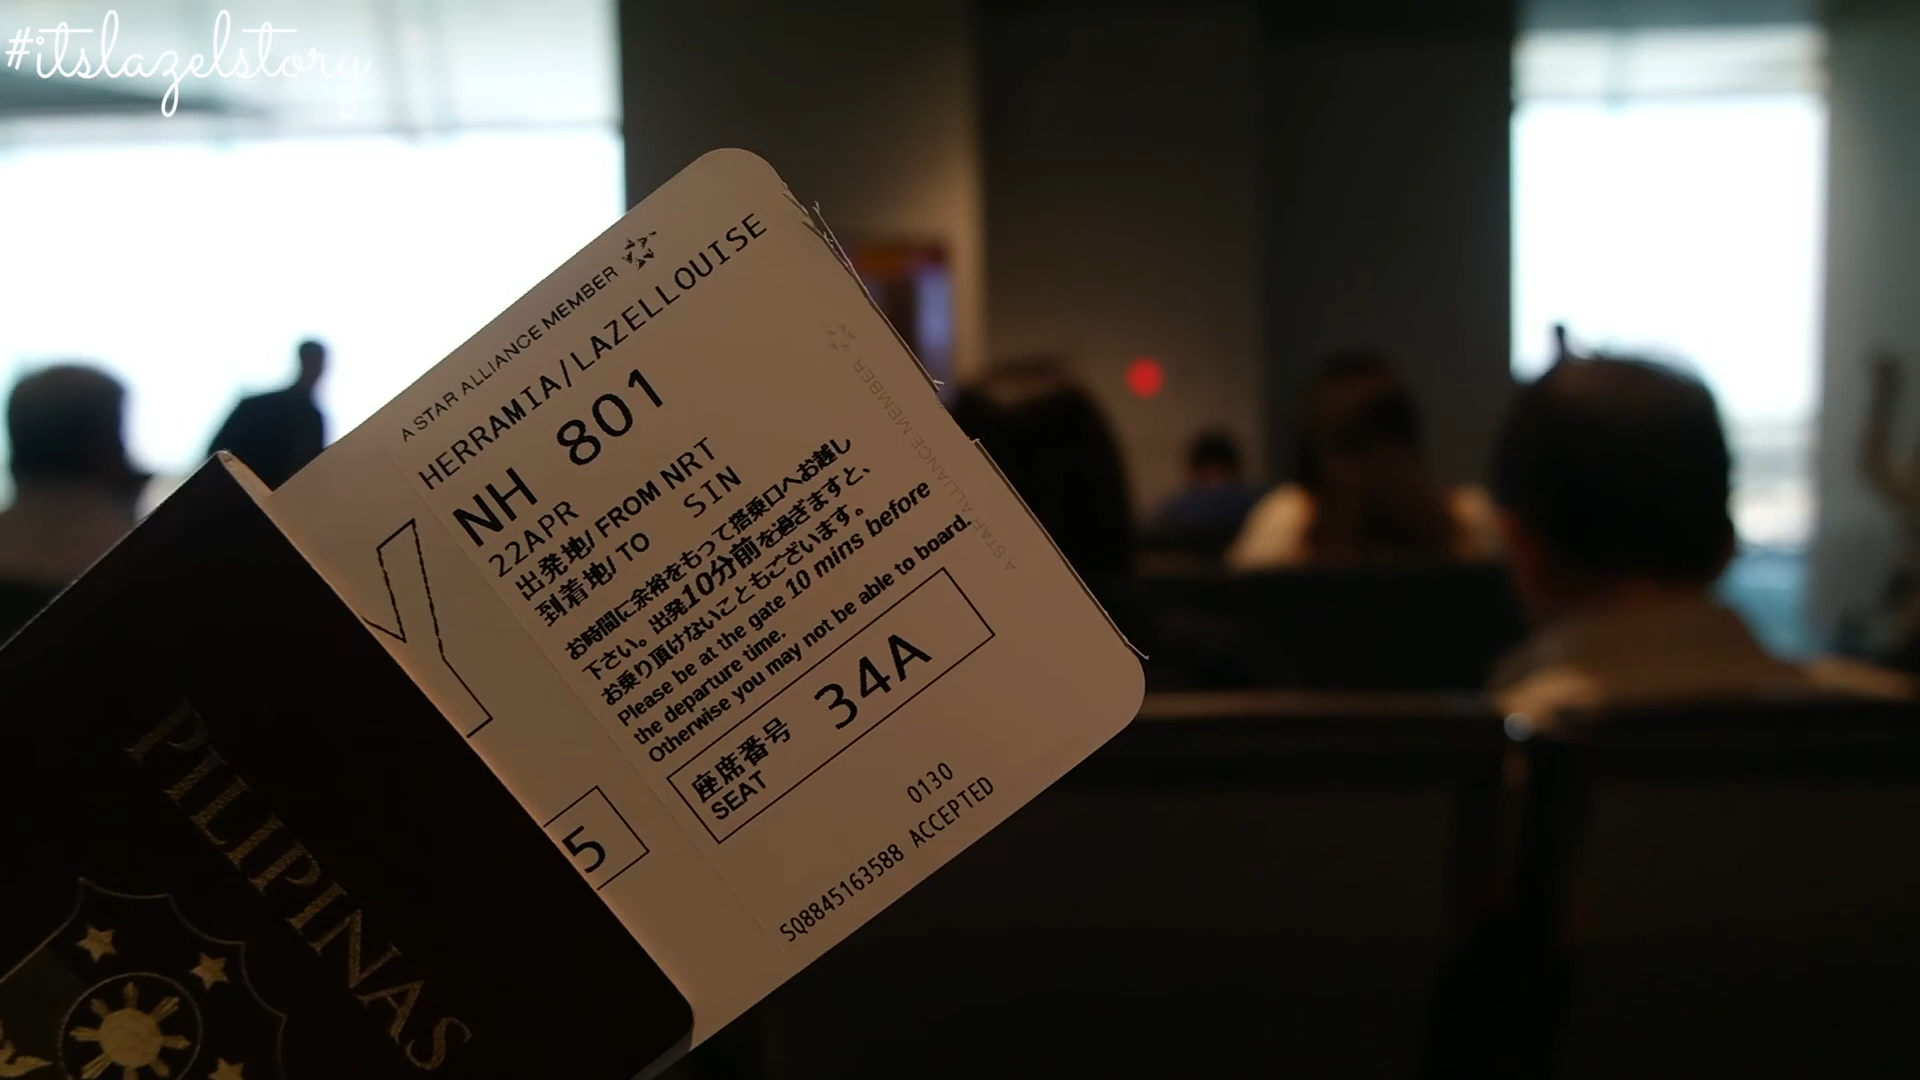 #itslazelstory
A STAR ALLIANCE MEMBER
HERRAMIA/LAZELLOUISE
NH 801
22APR
出発地/ FROM NRT
到着地/ TO SIN
お時間に余裕をもって搭乗口へお越し
下さい。出発10分前を過ぎますと、
お乗り頂けないこともございます。
Please be at the gate 10 mins before
the departure time.
Otherwise you may not be able to board.
座席番号 34A
SEAT
0130
SQ8845163588 ACCEPTED
A STAR ALLIANCE MEMBER
Y
5
PILIPINAS